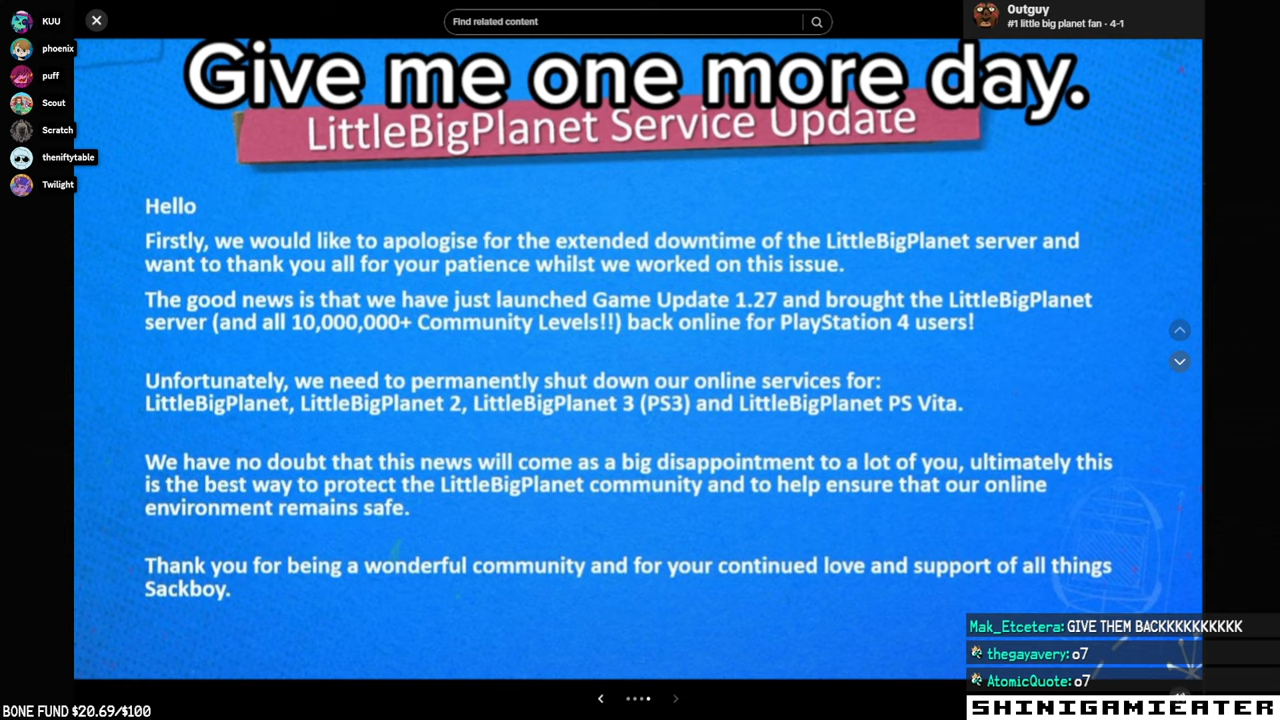 KUU
phoenix
puff
Scout
Scratch
theniftytable
Twilight
Find related content
Outguy
#1 little big planet fan - 4-1
Give me one more day.
LittleBigPlanet Service Update
Hello
Firstly, we would like to apologise for the extended downtime of the LittleBigPlanet server and
want to thank you all for your patience whilst we worked on this issue.
The good news is that we have just launched Game Update 1.27 and brought the LittleBigPlanet
server (and all 10,000,000+ Community Levels!!) back online for PlayStation 4 users!
Unfortunately, we need to permanently shut down our online services for:
LittleBigPlanet, LittleBigPlanet 2, LittleBigPlanet 3 (PS3) and LittleBigPlanet PS Vita.
We have no doubt that this news will come as a big disappointment to a lot of you, ultimately this
is the best way to protect the LittleBigPlanet community and to help ensure that our online
environment remains safe.
Thank you for being a wonderful community and for your continued love and support of all things
Sackboy.
Mak_Etcetera: GIVE THEM BACKKKKKKKKKK
thegayavery: o7
AtomicQuote: o7
BONE FUND $20.69/$100
SHINIGAMIEATER